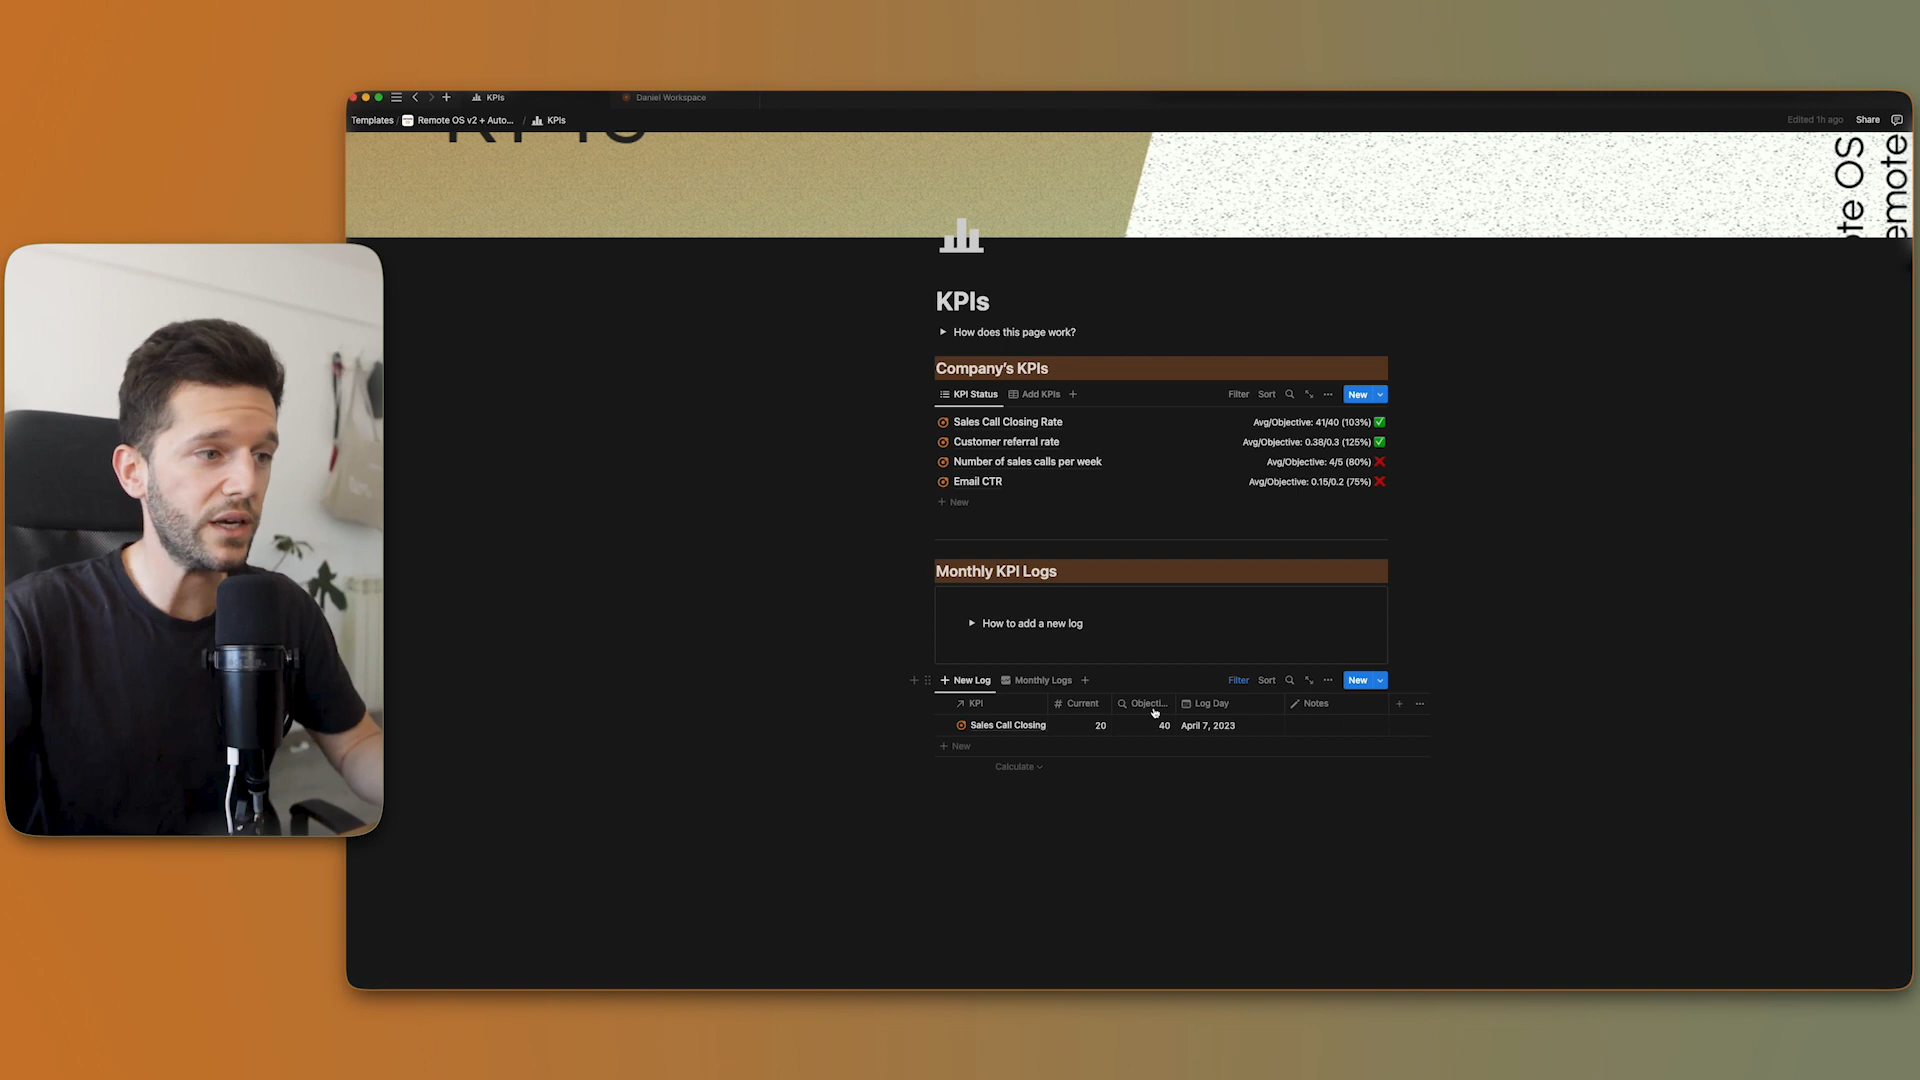 KPIs
Daniel Workspace
Templates / Remote OS v2 + Auto... / KPIs
Edited 1h ago
Share
KPIs
te OS
emote
KPIs
How does this page work?
Company's KPIs
KPI Status Add KPIs
Filter Sort New
Sales Call Closing Rate Avg/Objective: 41/40 (103%) ✅
Customer referral rate Avg/Objective: 0.38/0.3 (125%) ✅
Number of sales calls per week Avg/Objective: 4/5 (80%) ❌
Email CTR Avg/Objective: 0.15/0.2 (75%) ❌
+ New
Monthly KPI Logs
How to add a new log
New Log Monthly Logs
Filter Sort New
KPI # Current Objecti... Log Day Notes
Sales Call Closing 20 40 April 7, 2023
+ New
Calculate